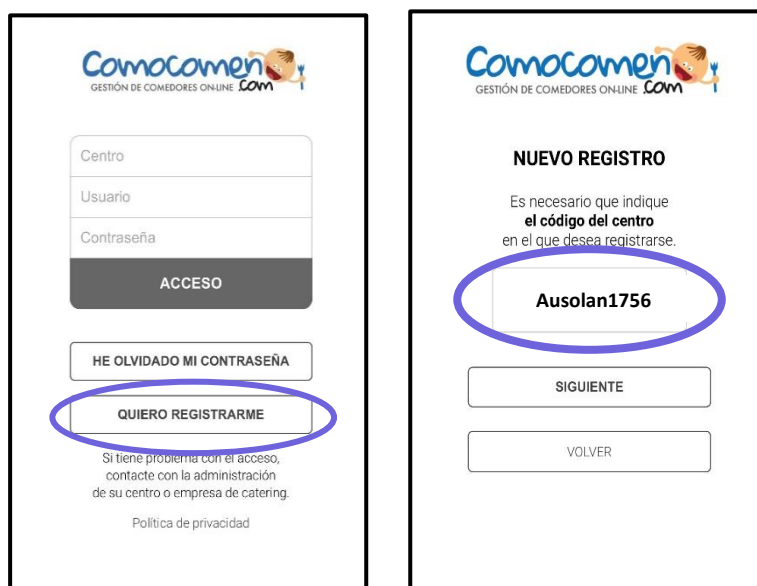 Comocomen
GESTIÓN DE COMEDORES ON-LINE .com
Centro
Usuario
Contraseña
ACCESO
HE OLVIDADO MI CONTRASEÑA
QUIERO REGISTRARME
Si tiene problema con el acceso,
contacte con la administración
de su centro o empresa de catering.
Política de privacidad
Comocomen
GESTIÓN DE COMEDORES ON-LINE .com
NUEVO REGISTRO
Es necesario que indique
el código del centro
en el que desea registrarse.
Ausolan1756
SIGUIENTE
VOLVER